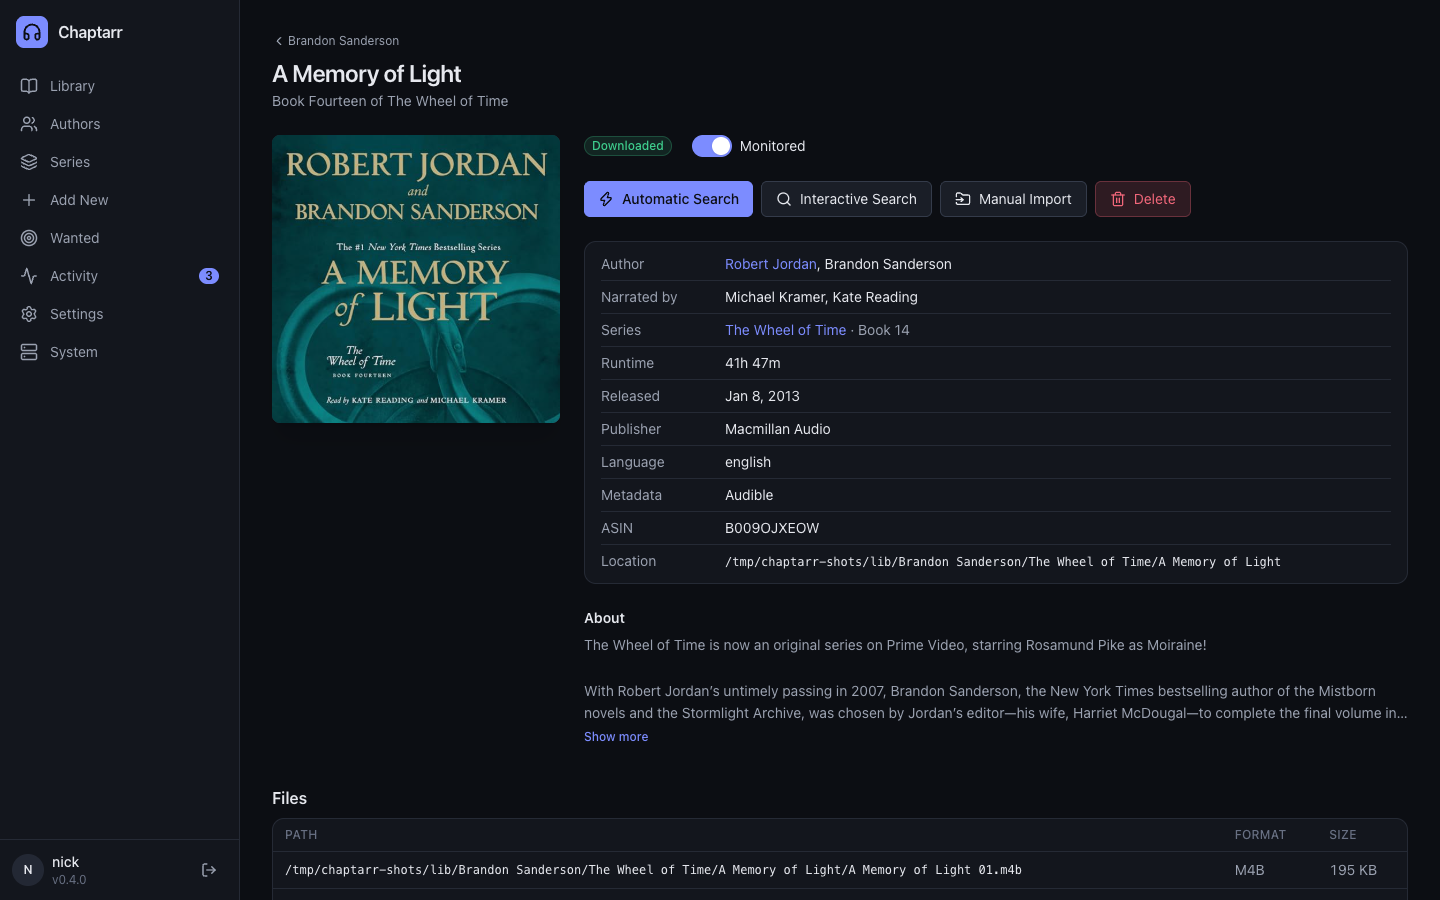 Chaptarr
Library
Authors
Series
Add New
Wanted
Activity 3
Settings
System
N nick
v0.4.0
Brandon Sanderson
A Memory of Light
Book Fourteen of The Wheel of Time
ROBERT JORDAN
and
BRANDON SANDERSON
The #1 New York Times Bestselling Series
A MEMORY
of LIGHT
The
Wheel of Time
BOOK FOURTEEN
Read by KATE READING and MICHAEL KRAMER
Downloaded Monitored
Automatic Search Interactive Search Manual Import Delete
Author Robert Jordan, Brandon Sanderson
Narrated by Michael Kramer, Kate Reading
Series The Wheel of Time · Book 14
Runtime 41h 47m
Released Jan 8, 2013
Publisher Macmillan Audio
Language english
Metadata Audible
ASIN B009OJXEOW
Location /tmp/chaptarr-shots/lib/Brandon Sanderson/The Wheel of Time/A Memory of Light
About
The Wheel of Time is now an original series on Prime Video, starring Rosamund Pike as Moiraine!
With Robert Jordan's untimely passing in 2007, Brandon Sanderson, the New York Times bestselling author of the Mistborn
novels and the Stormlight Archive, was chosen by Jordan's editor—his wife, Harriet McDougal—to complete the final volume in...
Show more
Files
PATH FORMAT SIZE
/tmp/chaptarr-shots/lib/Brandon Sanderson/The Wheel of Time/A Memory of Light/A Memory of Light 01.m4b M4B 195 KB